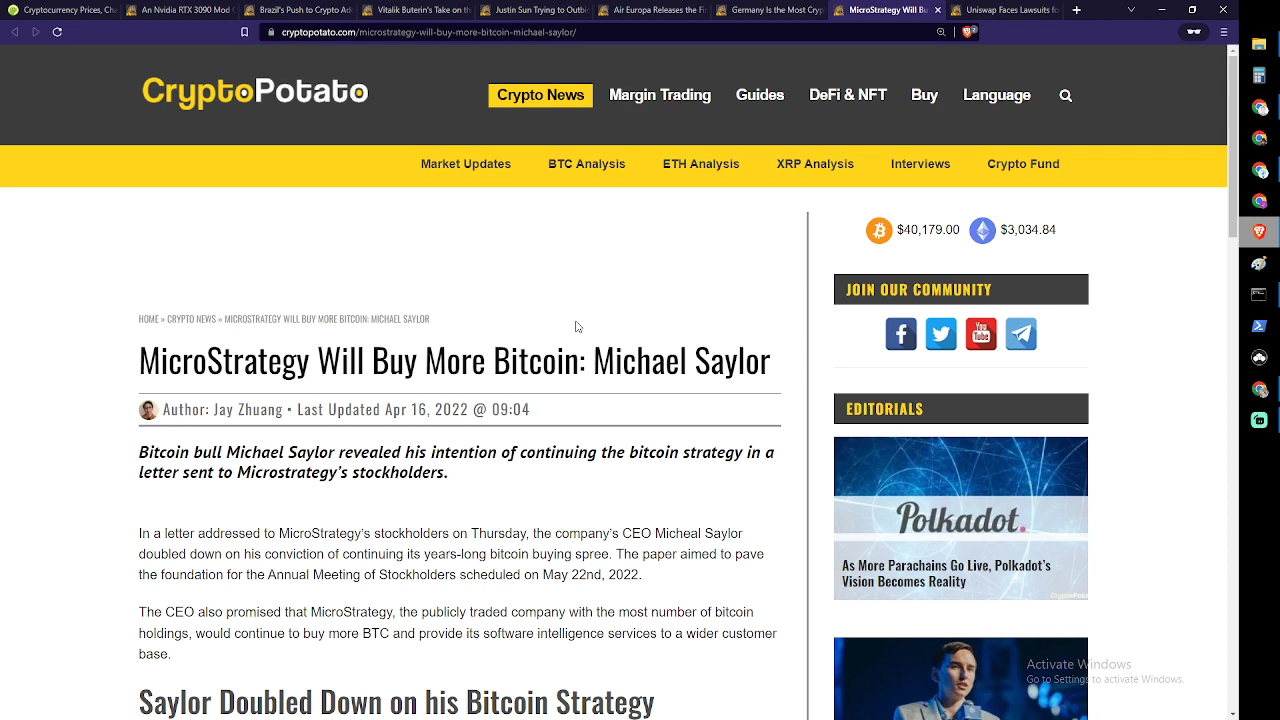 Cryptocurrency Prices, Cha
An Nvidia RTX 3090 Mod
Brazil's Push to Crypto Ad
Vitalik Buterin's Take on th
Justin Sun Trying to Outb
Air Europa Releases the Fi
Germany Is the Most Cryp
MicroStrategy Will Bu
Uniswap Faces Lawsuits fo
cryptopotato.com/microstrategy-will-buy-more-bitcoin-michael-saylor/
2
CryptoPotato
Crypto News
Margin Trading
Guides
DeFi & NFT
Buy
Language
Market Updates
BTC Analysis
ETH Analysis
XRP Analysis
Interviews
Crypto Fund
$40,179.00
$3,034.84
JOIN OUR COMMUNITY
You
Tube
HOME » CRYPTO NEWS » MICROSTRATEGY WILL BUY MORE BITCOIN: MICHAEL SAYLOR
MicroStrategy Will Buy More Bitcoin: Michael Saylor
Author: Jay Zhuang • Last Updated Apr 16, 2022 @ 09:04
Bitcoin bull Michael Saylor revealed his intention of continuing the bitcoin strategy in a
letter sent to Microstrategy's stockholders.
In a letter addressed to MicroStrategy's stockholders on Thursday, the company's CEO Micheal Saylor
doubled down on his conviction of continuing its years-long bitcoin buying spree. The paper aimed to pave
the foundation for the Annual Meeting of Stockholders scheduled on May 22nd, 2022.
The CEO also promised that MicroStrategy, the publicly traded company with the most number of bitcoin
holdings, would continue to buy more BTC and provide its software intelligence services to a wider customer
base.
Saylor Doubled Down on his Bitcoin Strategy
EDITORIALS
Polkadot.
As More Parachains Go Live, Polkadot's
Vision Becomes Reality
CryptoPota
Activate Windows
Go to Settings to activate Windows.